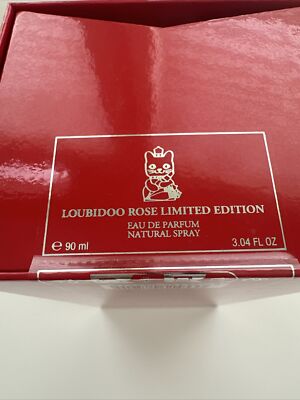 LOUBIDOO ROSE LIMITED EDITION
EAU DE PARFUM
NATURAL SPRAY
℮ 90 ml 3.04 FL OZ